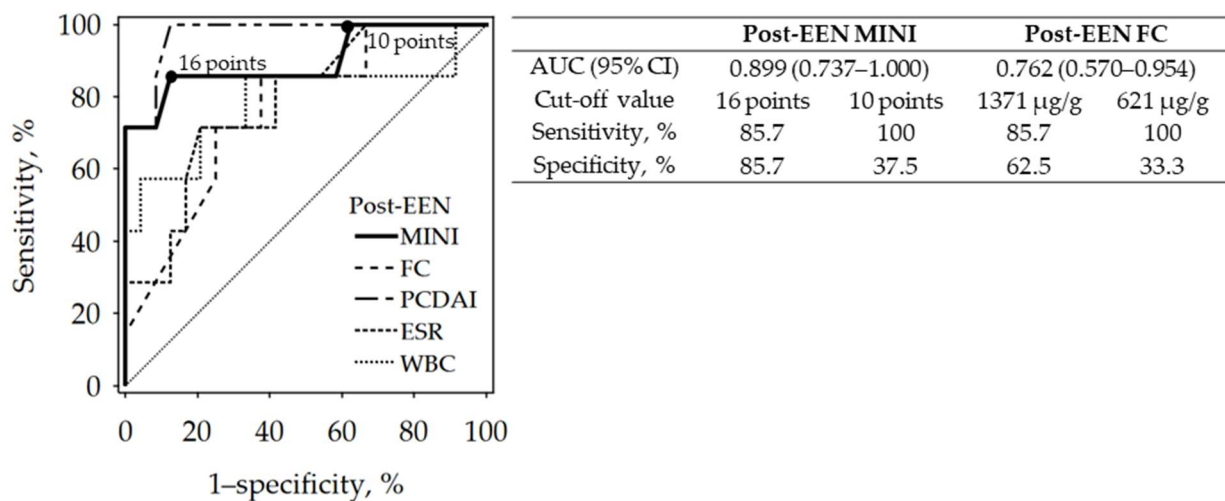 100
80
60
40
20
0
Sensitivity, %
16 points
10 points
Post-EEN
MINI
FC
PCDAI
ESR
WBC
0 20 40 60 80 100
1–specificity, %
Post-EEN MINI Post-EEN FC
AUC (95% CI) 0.899 (0.737–1.000) 0.762 (0.570–0.954)
Cut-off value 16 points 10 points 1371 μg/g 621 μg/g
Sensitivity, % 85.7 100 85.7 100
Specificity, % 85.7 37.5 62.5 33.3